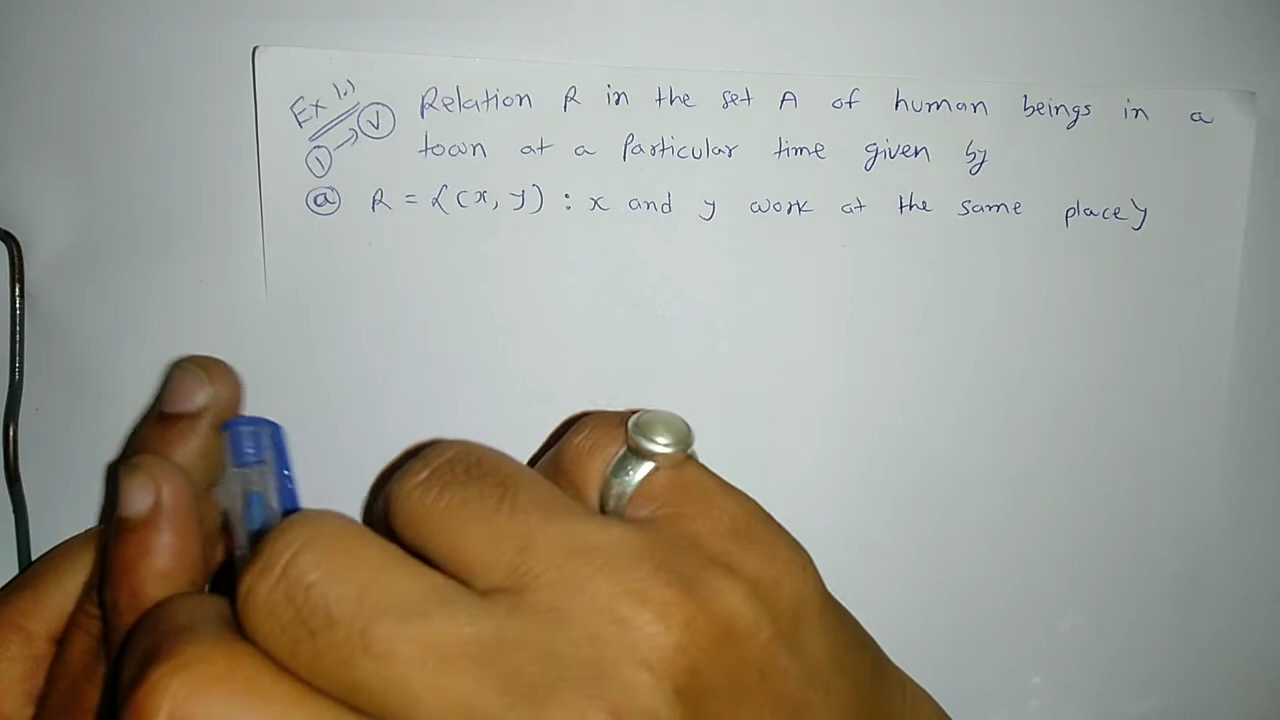 Ex 1.1
① → ⓥ Relation R in the set A of human beings in a
town at a Particular time given by
ⓐ R = {(x, y) : x and y work at the same place}